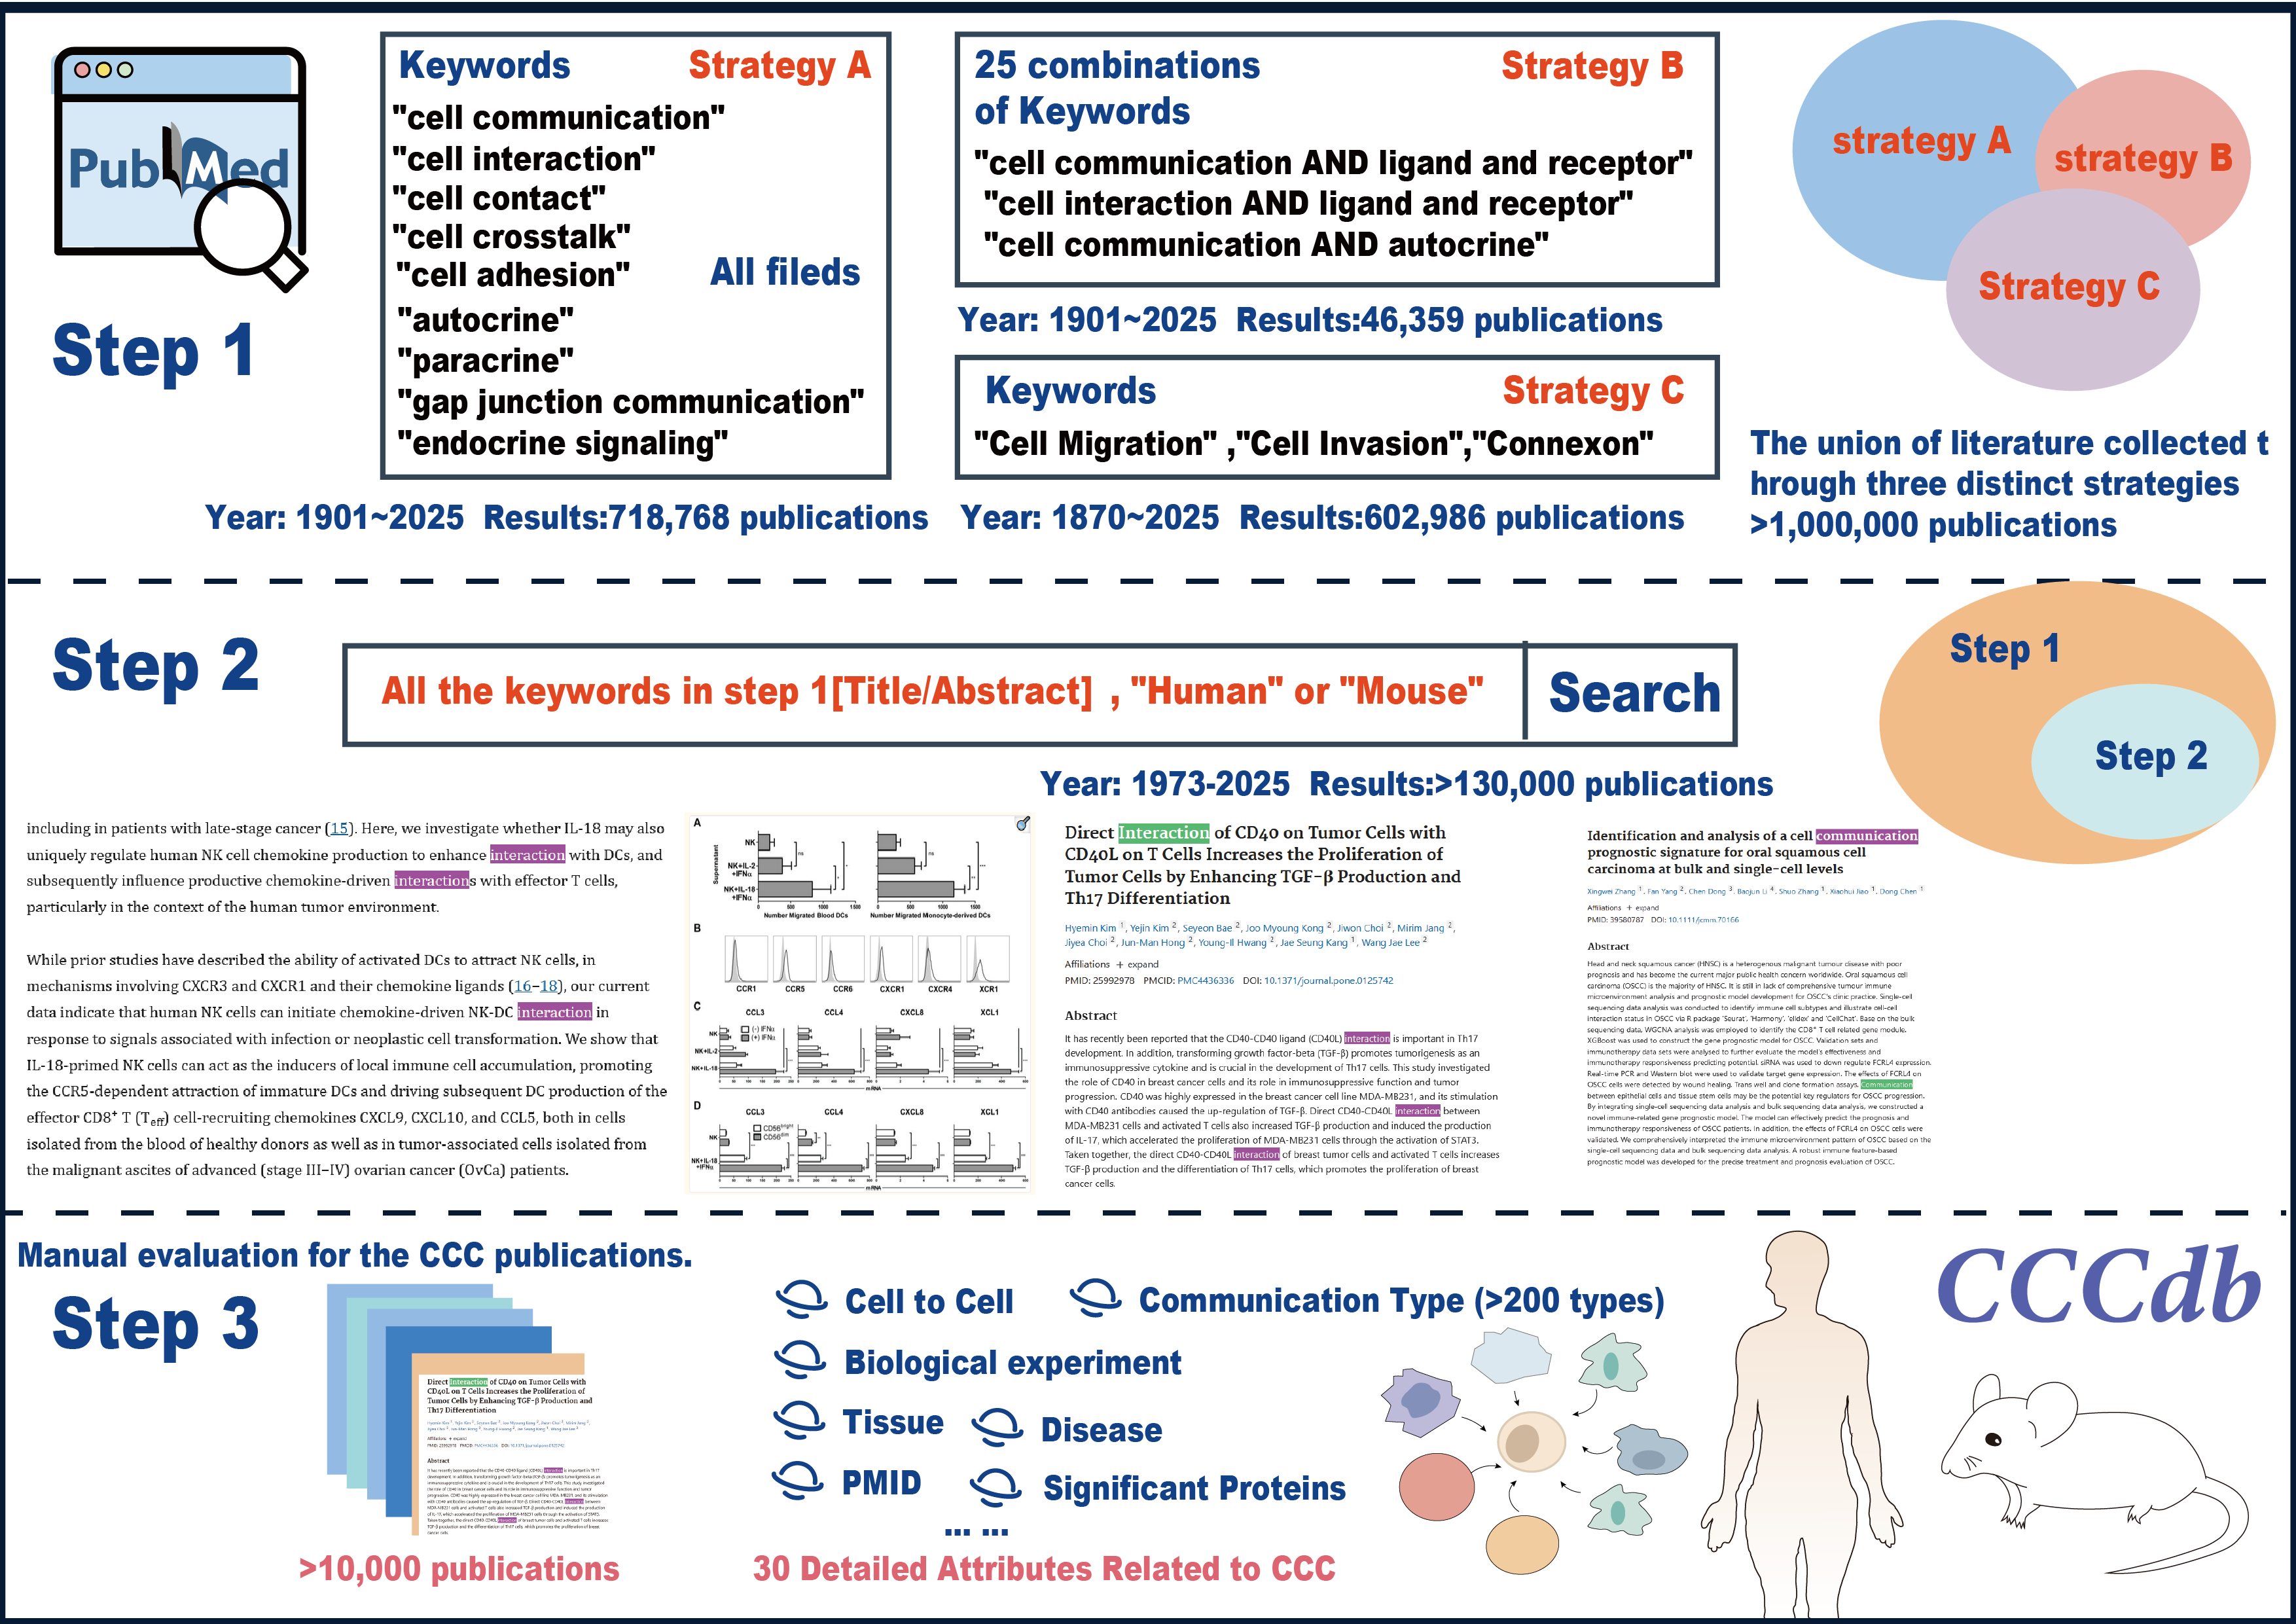 PubMed
Step 1
Keywords Strategy A
"cell communication"
"cell interaction"
"cell contact"
"cell crosstalk"
"cell adhesion" All fileds
"autocrine"
"paracrine"
"gap junction communication"
"endocrine signaling"
Year: 1901~2025 Results:718,768 publications
25 combinations Strategy B
of Keywords
"cell communication AND ligand and receptor"
"cell interaction AND ligand and receptor"
"cell communication AND autocrine"
Year: 1901~2025 Results:46,359 publications
Keywords Strategy C
"Cell Migration" ,"Cell Invasion","Connexon"
Year: 1870~2025 Results:602,986 publications
strategy A
strategy B
Strategy C
The union of literature collected t
hrough three distinct strategies
>1,000,000 publications
Step 2
All the keywords in step 1[Title/Abstract] , "Human" or "Mouse" Search
Step 1
Step 2
Year: 1973-2025 Results:>130,000 publications
including in patients with late-stage cancer (15). Here, we investigate whether IL-18 may also
uniquely regulate human NK cell chemokine production to enhance interaction with DCs, and
subsequently influence productive chemokine-driven interactions with effector T cells,
particularly in the context of the human tumor environment.
While prior studies have described the ability of activated DCs to attract NK cells, in
mechanisms involving CXCR3 and CXCR1 and their chemokine ligands (16–18), our current
data indicate that human NK cells can initiate chemokine-driven NK-DC interaction in
response to signals associated with infection or neoplastic cell transformation. We show that
IL-18-primed NK cells can act as the inducers of local immune cell accumulation, promoting
the CCR5-dependent attraction of immature DCs and driving subsequent DC production of the
effector CD8⁺ T (Teff) cell-recruiting chemokines CXCL9, CXCL10, and CCL5, both in cells
isolated from the blood of healthy donors as well as in tumor-associated cells isolated from
the malignant ascites of advanced (stage III–IV) ovarian cancer (OvCa) patients.
A
Supernatant
NK
NK+IL-2
+IFNα
NK+IL-18
+IFNα
0 500 1000 1500 0 500 1000 1500
Number Migrated Blood DCs Number Migrated Monocyte-derived DCs
B
CCR1 CCR5 CCR6 CXCR1 CXCR4 XCR1
C
CCL3 CCL4 CXCL8 XCL1
(-) IFNα
(+) IFNα
NK
NK+IL-2
NK+IL-18
mRNA
D
CCL3 CCL4 CXCL8 XCL1
CD56bright
CD56dim
NK
NK+IL-18
+IFNα
mRNA
Direct Interaction of CD40 on Tumor Cells with
CD40L on T Cells Increases the Proliferation of
Tumor Cells by Enhancing TGF-β Production and
Th17 Differentiation
Hyemin Kim 1, Yejin Kim 2, Seyeon Bae 2, Joo Myoung Kong 2, Jiwon Choi 2, Mirim Jang 2,
Jiyea Choi 2, Jun-Man Hong 2, Young-Il Hwang 2, Jae Seung Kang 1, Wang Jae Lee 2
Affiliations + expand
PMID: 25992978 PMCID: PMC4436336 DOI: 10.1371/journal.pone.0125742
Abstract
It has recently been reported that the CD40-CD40 ligand (CD40L) interaction is important in Th17
development. In addition, transforming growth factor-beta (TGF-β) promotes tumorigenesis as an
immunosuppressive cytokine and is crucial in the development of Th17 cells. This study investigated
the role of CD40 in breast cancer cells and its role in immunosuppressive function and tumor
progression. CD40 was highly expressed in the breast cancer cell line MDA-MB231, and its stimulation
with CD40 antibodies caused the up-regulation of TGF-β. Direct CD40-CD40L interaction between
MDA-MB231 cells and activated T cells also increased TGF-β production and induced the production
of IL-17, which accelerated the proliferation of MDA-MB231 cells through the activation of STAT3.
Taken together, the direct CD40-CD40L interaction of breast tumor cells and activated T cells increases
TGF-β production and the differentiation of Th17 cells, which promotes the proliferation of breast
cancer cells.
Identification and analysis of a cell communication
prognostic signature for oral squamous cell
carcinoma at bulk and single-cell levels
Xingwei Zhang 1, Fan Yang 2, Chen Dong 3, Baojun Li 4, Shuo Zhang 1, Xiaohui Jiao 1, Dong Chen 1
Affiliations + expand
PMID: 39580787 DOI: 10.1111/jcmm.70166
Abstract
Head and neck squamous cancer (HNSC) is a heterogenous malignant tumour disease with poor
prognosis and has become the current major public health concern worldwide. Oral squamous cell
carcinoma (OSCC) is the majority of HNSC. It is still in lack of comprehensive tumour immune
microenvironment analysis and prognostic model development for OSCC's clinic practice. Single-cell
sequencing data analysis was conducted to identify immune cell subtypes and illustrate cell-cell
interaction status in OSCC via R package 'Seurat', 'Harmony', 'elldex' and 'CellChat'. Base on the bulk
sequencing data, WGCNA analysis was employed to identify the CD8⁺ T cell related gene module.
XGBoost was used to construct the gene prognostic model for OSCC. Validation sets and
immunotherapy data sets were analysed to further evaluate the model's effectiveness and
immunotherapy responsiveness predicting potential. siRNA was used to down regulate FCRL4 expression.
Real-time PCR and Western blot were used to validate target gene expression. The effects of FCRL4 on
OSCC cells were detected by wound healing, Trans well and clone formation assays. Communication
between epithelial cells and tissue stem cells may be the potential key regulators for OSCC progression.
By integrating single-cell sequencing data analysis and bulk sequencing data analysis, we constructed a
novel immune-related gene prognostic model. The model can effectively predict the prognosis and
immunotherapy responsiveness of OSCC patients. In addition, the effects of FCRL4 on OSCC cells were
validated. We comprehensively interpreted the immune microenvironment pattern of OSCC based on the
single-cell sequencing data and bulk sequencing data analysis. A robust immune feature-based
prognostic model was developed for the precise treatment and prognosis evaluation of OSCC.
Manual evaluation for the CCC publications.
Step 3
Direct Interaction of CD40 on Tumor Cells with
CD40L on T Cells Increases the Proliferation of
Tumor Cells by Enhancing TGF-β Production and
Th17 Differentiation
Affiliations + expand
Abstract
>10,000 publications
Cell to Cell Communication Type (>200 types)
Biological experiment
Tissue Disease
PMID Significant Proteins
... ...
30 Detailed Attributes Related to CCC
CCCdb